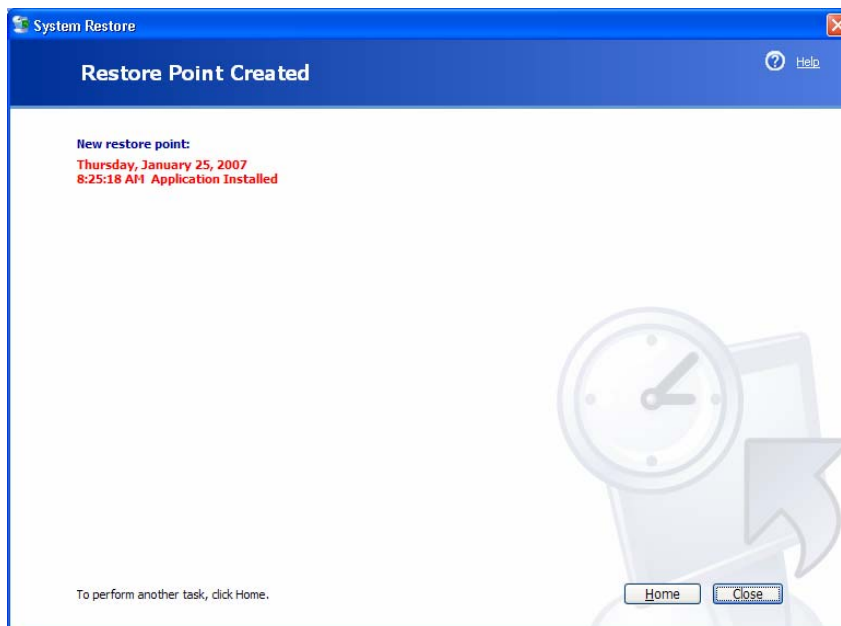 System Restore
Restore Point Created
Help
New restore point:
Thursday, January 25, 2007
8:25:18 AM Application Installed
To perform another task, click Home.
Home
Close